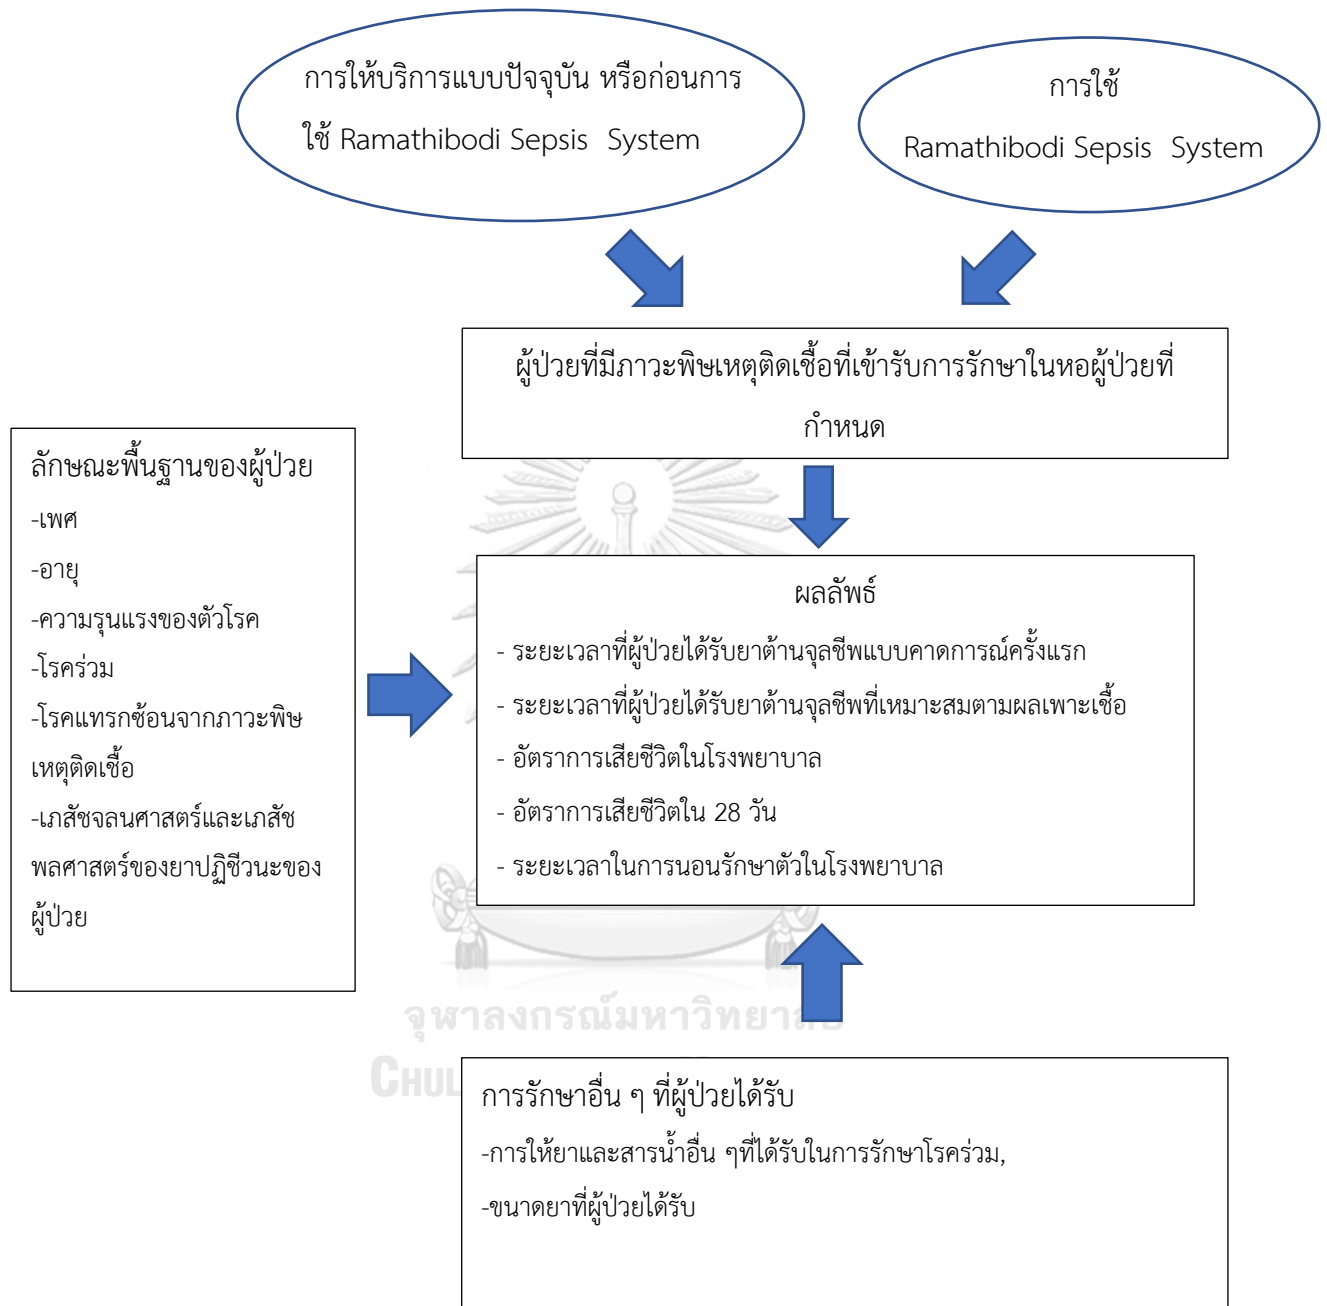 การให้บริการแบบปัจจุบัน หรือก่อนการ
ใช้ Ramathibodi Sepsis System
การใช้
Ramathibodi Sepsis System
ผู้ป่วยที่มีภาวะพิษเหตุติดเชื้อที่เข้ารับการรักษาในหอผู้ป่วยที่
กำหนด
ลักษณะพื้นฐานของผู้ป่วย
-เพศ
-อายุ
-ความรุนแรงของตัวโรค
-โรคร่วม
-โรคแทรกซ้อนจากภาวะพิษ
เหตุติดเชื้อ
-เภสัชจลนศาสตร์และเภสัช
พลศาสตร์ของยาปฏิชีวนะของ
ผู้ป่วย
ผลลัพธ์
- ระยะเวลาที่ผู้ป่วยได้รับยาต้านจุลชีพแบบคาดการณ์ครั้งแรก
- ระยะเวลาที่ผู้ป่วยได้รับยาต้านจุลชีพที่เหมาะสมตามผลเพาะเชื้อ
- อัตราการเสียชีวิตในโรงพยาบาล
- อัตราการเสียชีวิตใน 28 วัน
- ระยะเวลาในการนอนรักษาตัวในโรงพยาบาล
จุฬาลงกรณ์มหาวิทยา
CHUL
การรักษาอื่น ๆ ที่ผู้ป่วยได้รับ
-การให้ยาและสารน้ำอื่น ๆที่ได้รับในการรักษาโรคร่วม,
-ขนาดยาที่ผู้ป่วยได้รับ